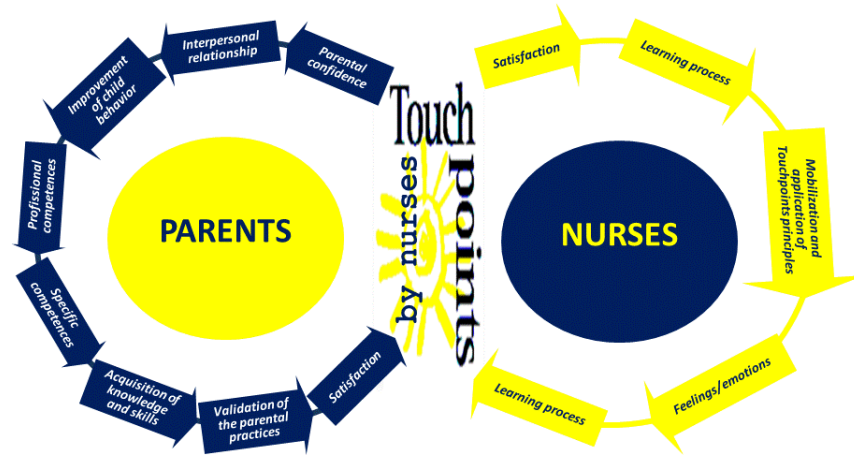 Parental
confidence
Interpersonal
relationship
Improvement
of child
behavior
Profissional
competences
Specific
competences
Acquisition of
knowledge
and skills
Validation of
the parental
practices
Satisfaction
PARENTS
Touch
points
by nurses
Satisfaction
Learning process
Mobilization and
application of
Touchpoints principles
Feelings/emotions
Learning process
NURSES